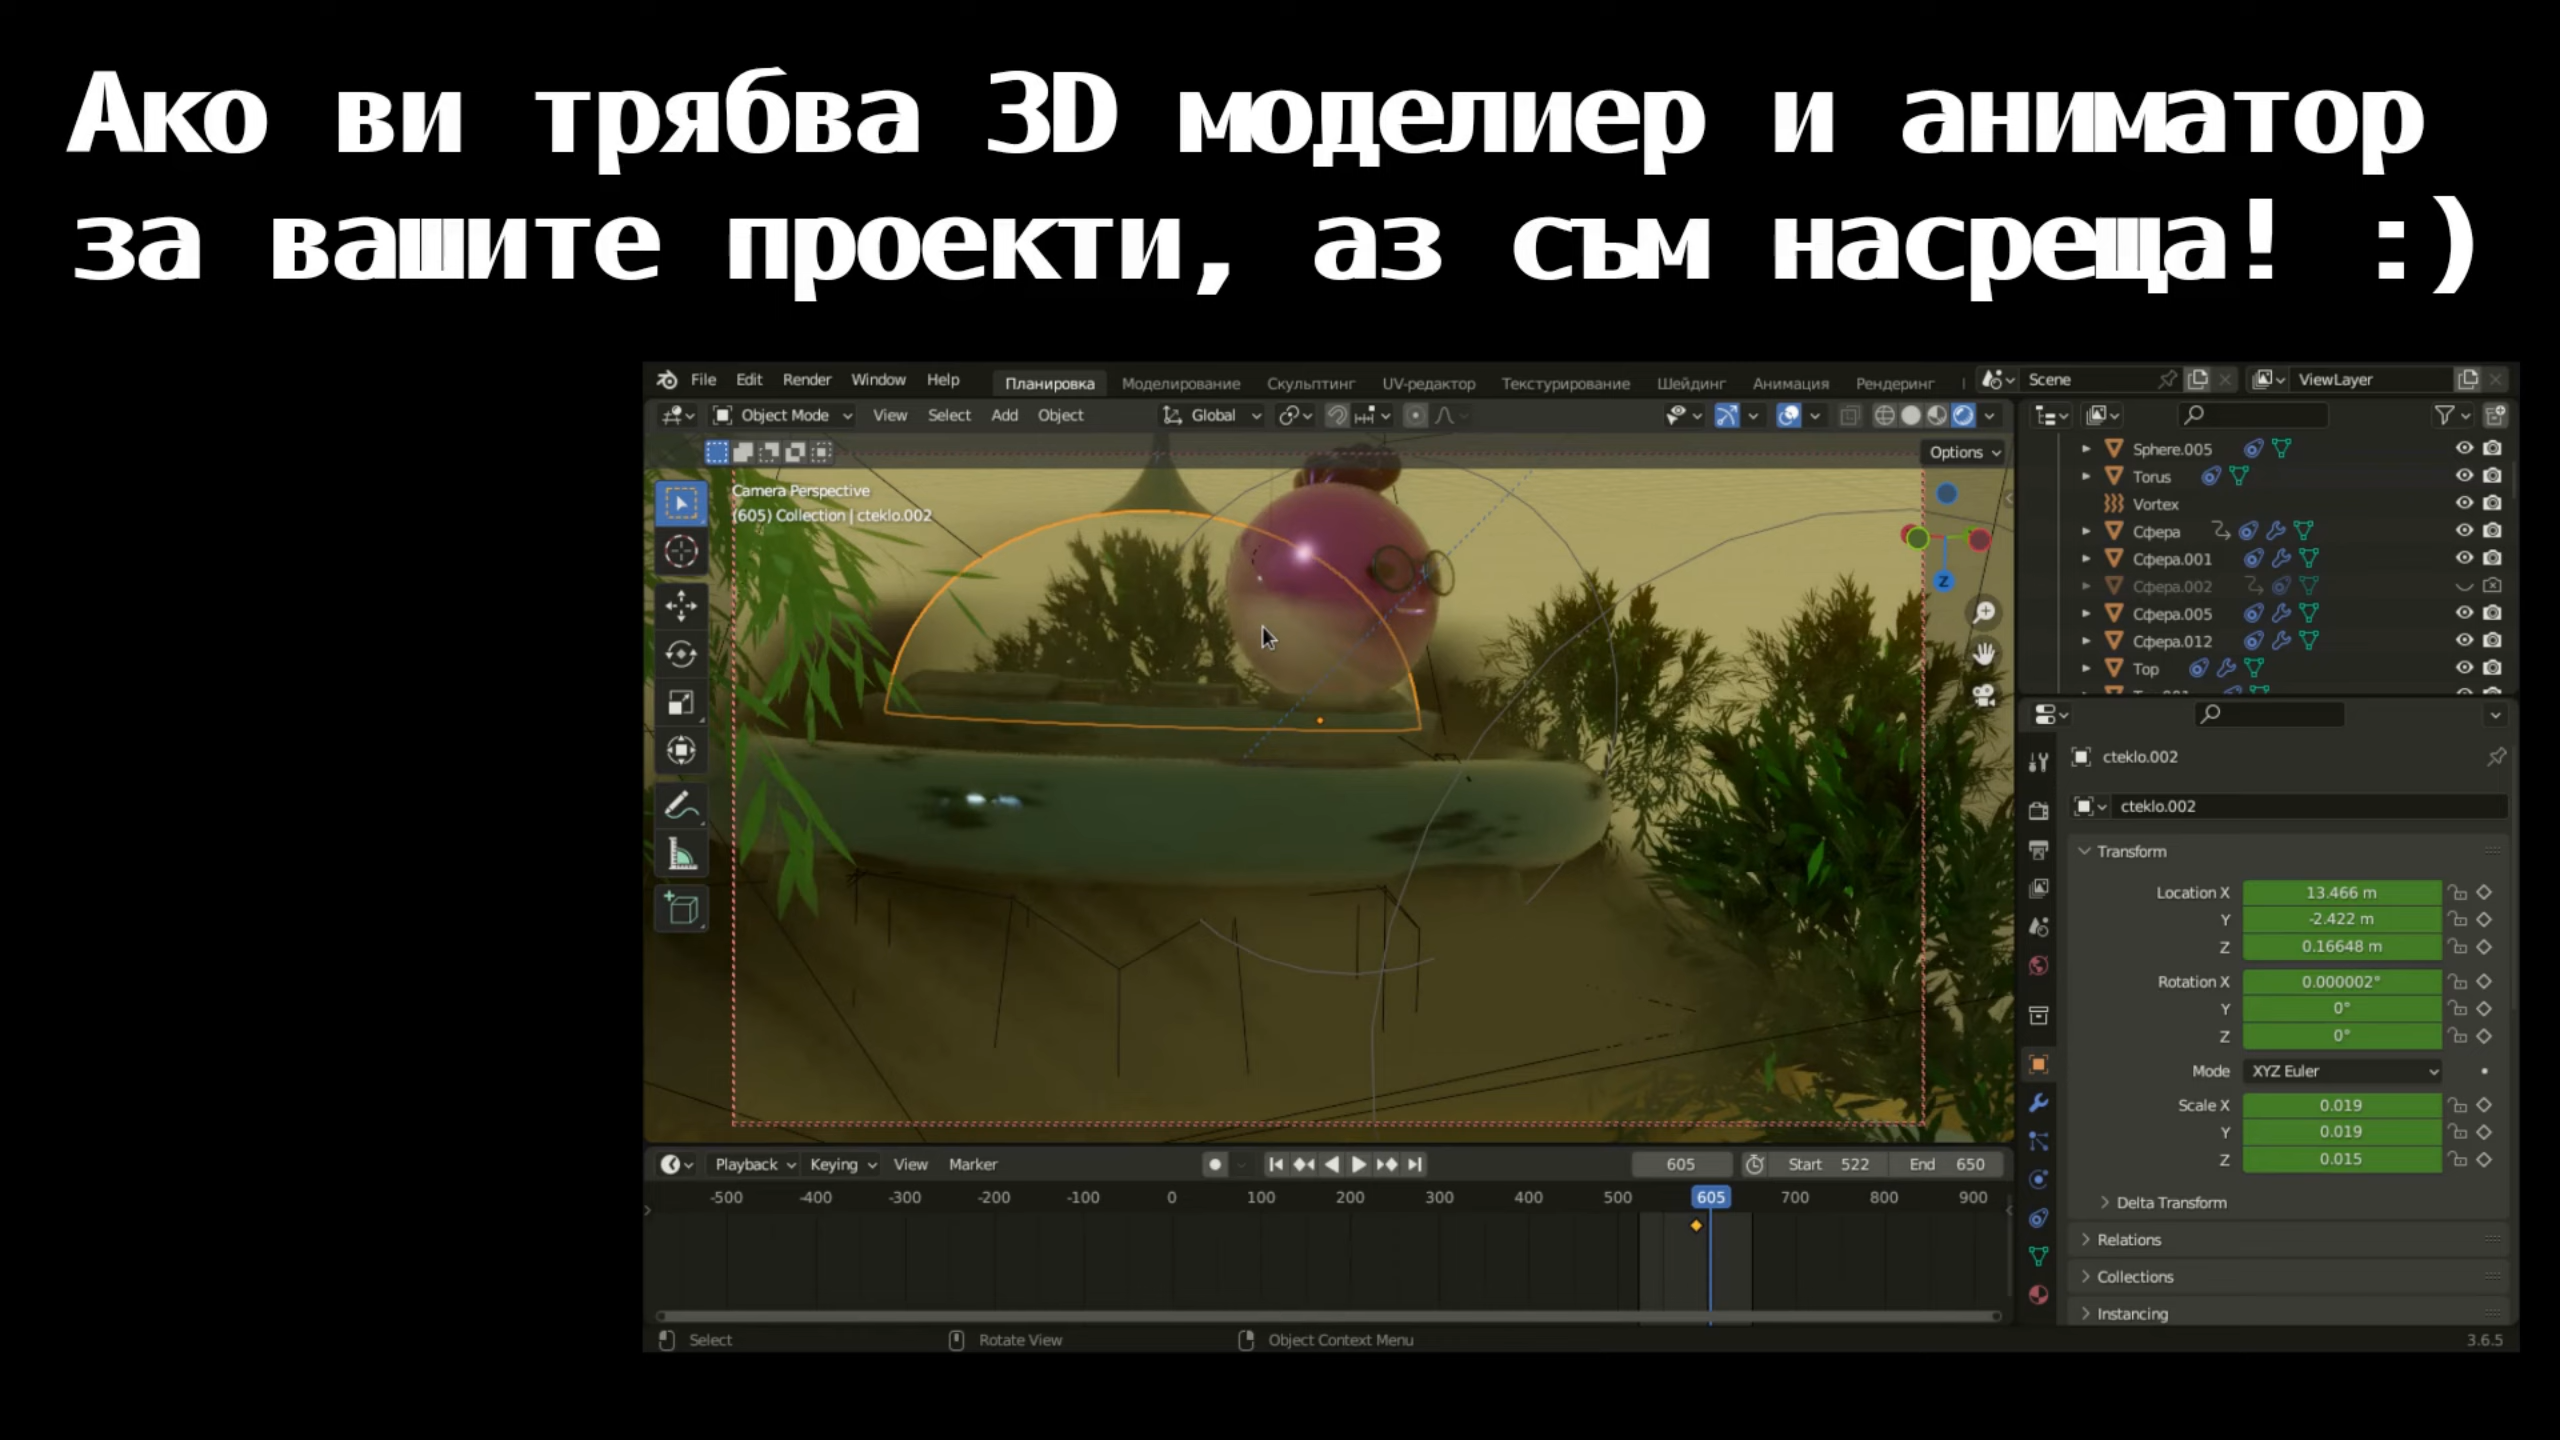 Ако ви трябва 3D моделиер и аниматор
за вашите проекти, аз съм насреща! :)
File Edit Render Window Help Планировка Моделирование Скульптинг UV-редактор Текстурирование Шейдинг Анимация Рендеринг Scene ViewLayer
Object Mode View Select Add Object Global
Options
Camera Perspective
(605) Collection | cteklo.002
Z
Sphere.005
Torus
Vortex
Сфера
Сфера.001
Сфера.002
Сфера.005
Сфера.012
Top
cteklo.002
cteklo.002
Transform
Location X 13.466 m
Y -2.422 m
Z 0.16648 m
Rotation X 0.000002°
Y 0°
Z 0°
Mode XYZ Euler
Scale X 0.019
Y 0.019
Z 0.015
Delta Transform
Relations
Collections
Instancing
Playback Keying View Marker 605 Start 522 End 650
-500 -400 -300 -200 -100 0 100 200 300 400 500 605 700 800 900
Select Rotate View Object Context Menu 3.6.5